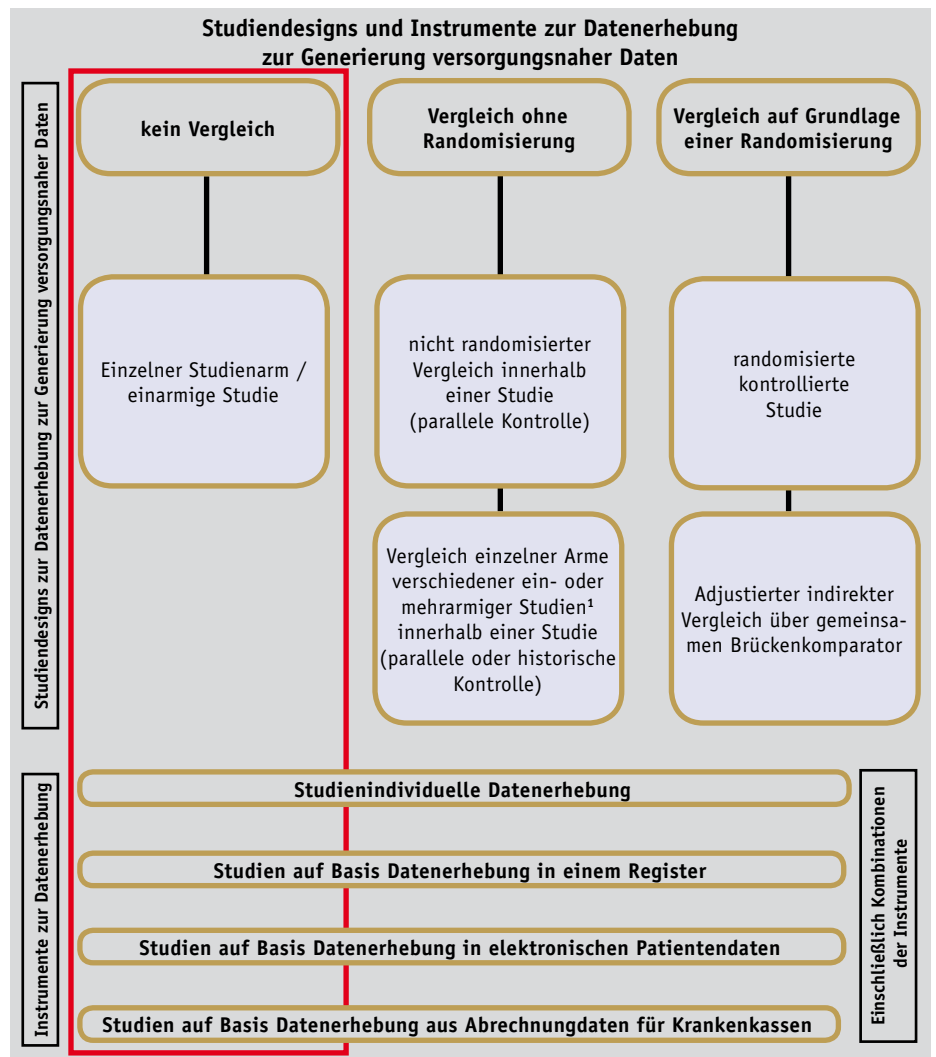 Studiendesigns und Instrumente zur Datenerhebung
zur Generierung versorgungsnaher Daten
Studiendesigns zur Datenerhebung zur Generierung versorgungsnaher Daten
kein Vergleich
Vergleich ohne
Randomisierung
Vergleich auf Grundlage
einer Randomisierung
Einzelner Studienarm /
einarmige Studie
nicht randomisierter
Vergleich innerhalb
einer Studie
(parallele Kontrolle)
randomisierte
kontrollierte
Studie
Vergleich einzelner Arme
verschiedener ein- oder
mehrarmiger Studien¹
innerhalb einer Studie
(parallele oder historische
Kontrolle)
Adjustierter indirekter
Vergleich über gemeinsa-
men Brückenkomparator
Instrumente zur Datenerhebung
Studienindividuelle Datenerhebung
Studien auf Basis Datenerhebung in einem Register
Studien auf Basis Datenerhebung in elektronischen Patientendaten
Studien auf Basis Datenerhebung aus Abrechnungdaten für Krankenkassen
Einschließlich Kombinationen
der Instrumente